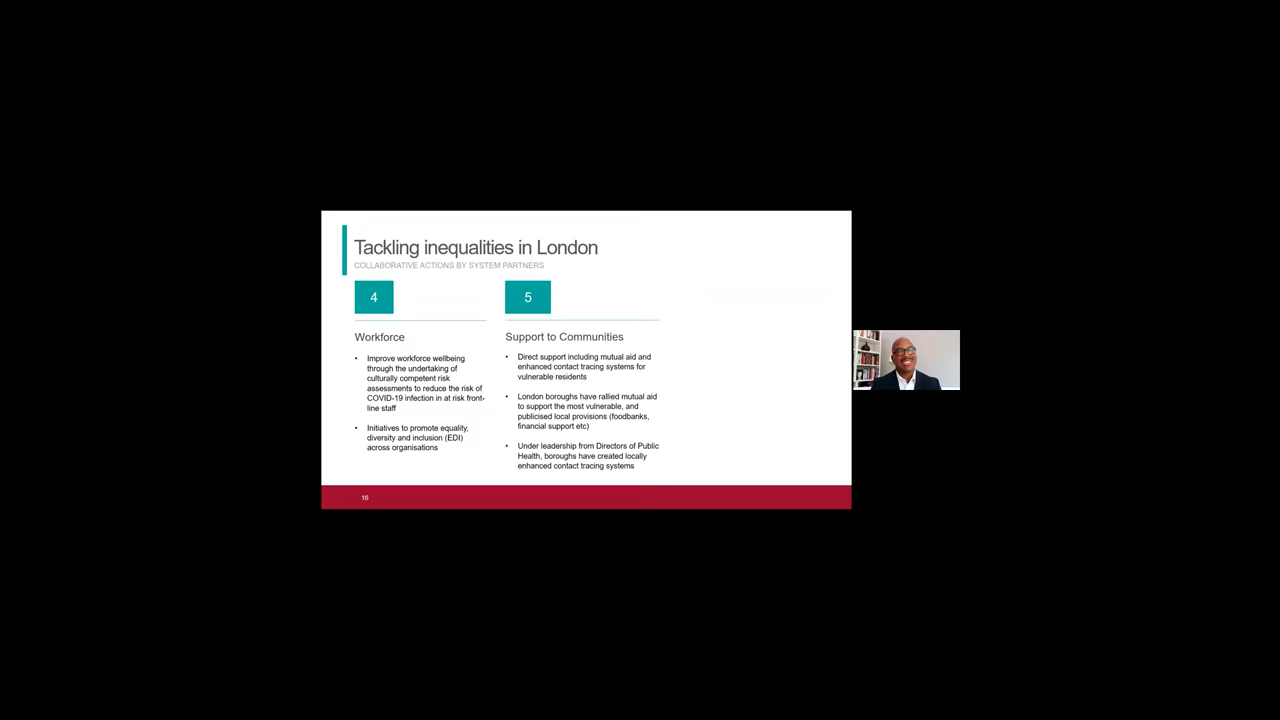 Tackling inequalities in London
COLLABORATIVE ACTIONS BY SYSTEM PARTNERS
4
Workforce
• Improve workforce wellbeing
through the undertaking of
culturally competent risk
assessments to reduce the risk of
COVID-19 infection in at risk front-
line staff
• Initiatives to promote equality,
diversity and inclusion (EDI)
across organisations
5
Support to Communities
• Direct support including mutual aid and
enhanced contact tracing systems for
vulnerable residents
• London boroughs have rallied mutual aid
to support the most vulnerable, and
publicised local provisions (foodbanks,
financial support etc)
• Under leadership from Directors of Public
Health, boroughs have created locally
enhanced contact tracing systems
16